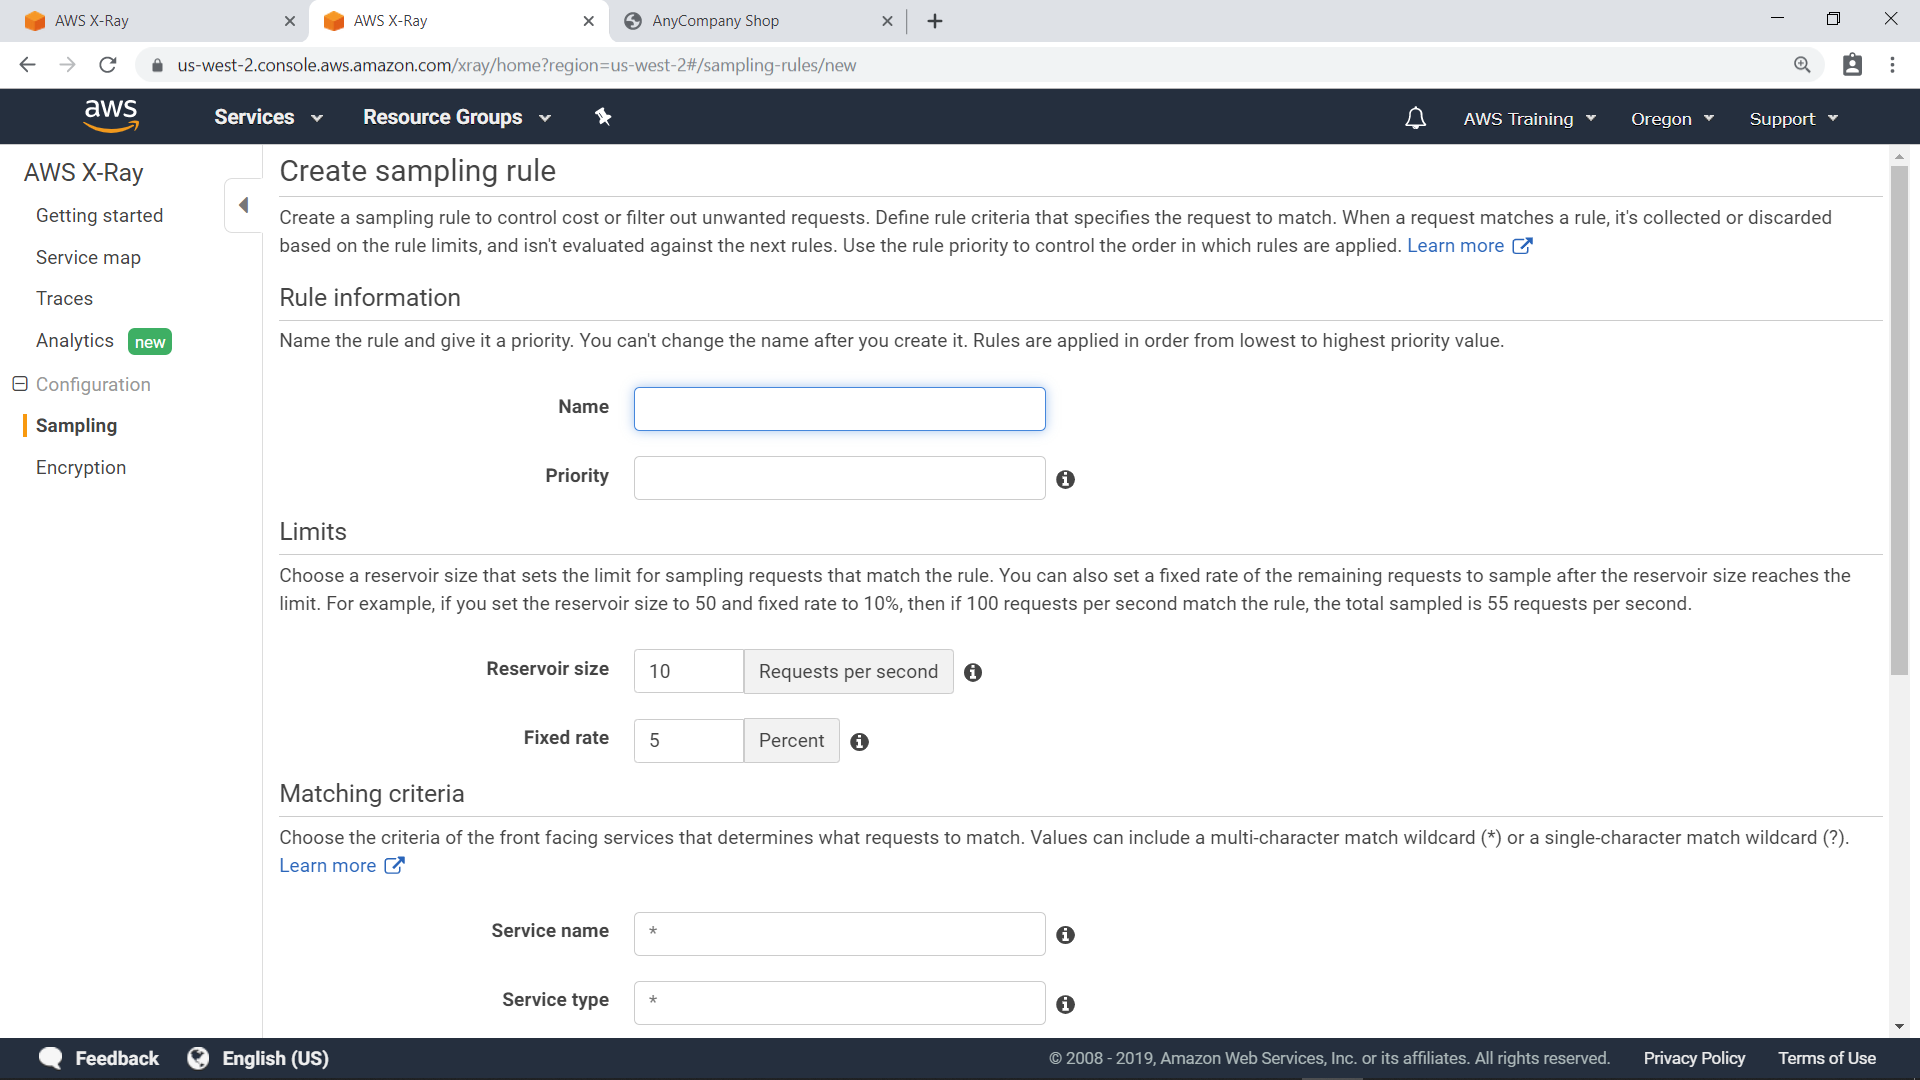 AWS X-Ray
AWS X-Ray
AnyCompany Shop
us-west-2.console.aws.amazon.com/xray/home?region=us-west-2#/sampling-rules/new
aws
Services
Resource Groups
AWS Training
Oregon
Support
AWS X-Ray
Getting started
Service map
Traces
Analytics new
Configuration
Sampling
Encryption
Create sampling rule
Create a sampling rule to control cost or filter out unwanted requests. Define rule criteria that specifies the request to match. When a request matches a rule, it's collected or discarded
based on the rule limits, and isn't evaluated against the next rules. Use the rule priority to control the order in which rules are applied. Learn more
Rule information
Name the rule and give it a priority. You can't change the name after you create it. Rules are applied in order from lowest to highest priority value.
Name
Priority
Limits
Choose a reservoir size that sets the limit for sampling requests that match the rule. You can also set a fixed rate of the remaining requests to sample after the reservoir size reaches the
limit. For example, if you set the reservoir size to 50 and fixed rate to 10%, then if 100 requests per second match the rule, the total sampled is 55 requests per second.
Reservoir size 10 Requests per second
Fixed rate 5 Percent
Matching criteria
Choose the criteria of the front facing services that determines what requests to match. Values can include a multi-character match wildcard (*) or a single-character match wildcard (?).
Learn more
Service name *
Service type *
Feedback
English (US)
© 2008 - 2019, Amazon Web Services, Inc. or its affiliates. All rights reserved.
Privacy Policy
Terms of Use